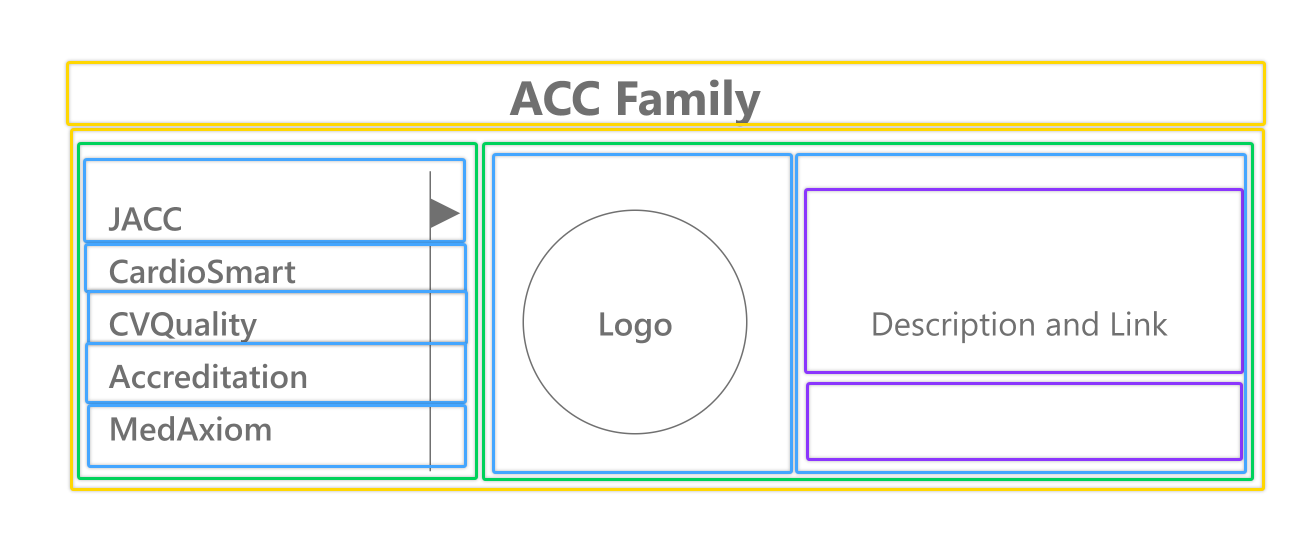 ACC Family
JACC
CardioSmart
CVQuality
Accreditation
MedAxiom
Logo
Description and Link